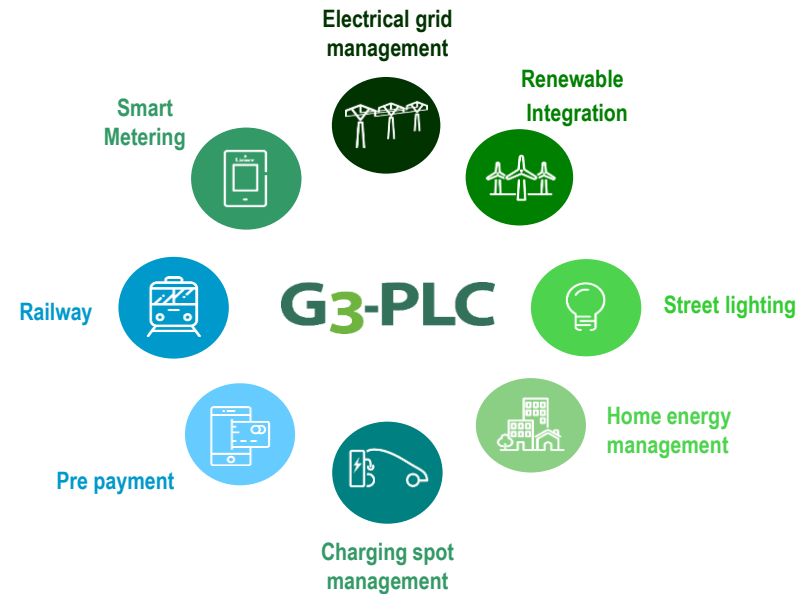 Electrical grid
management
Renewable
Integration
Smart
Metering
Railway
G3-PLC
Street lighting
Home energy
management
Pre payment
Charging spot
management